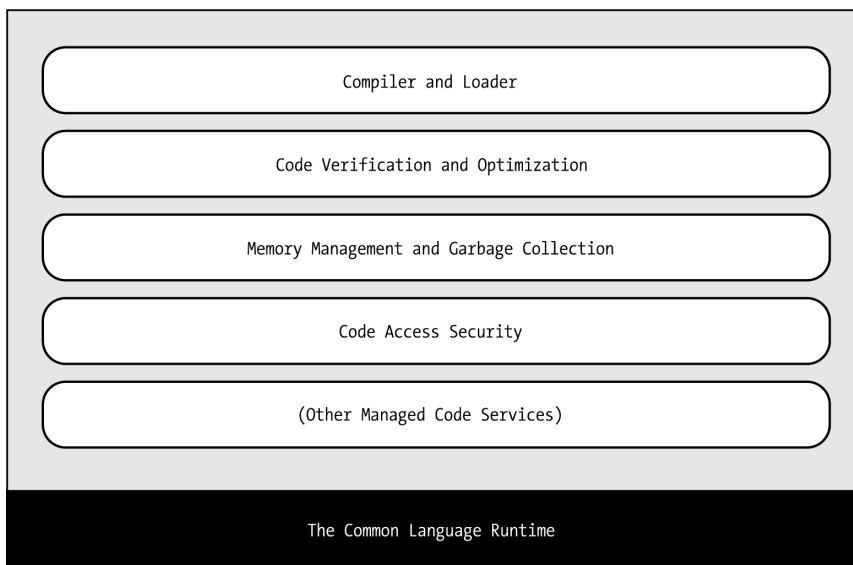 Compiler and Loader
Code Verification and Optimization
Memory Management and Garbage Collection
Code Access Security
(Other Managed Code Services)
The Common Language Runtime